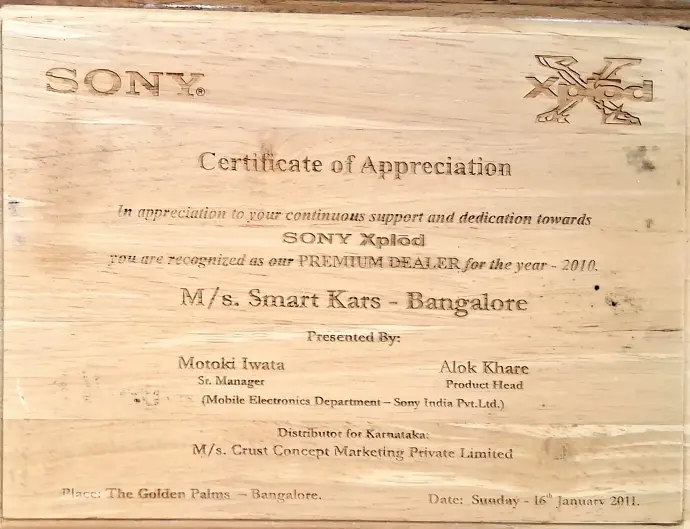 SONY®
Xplod
Certificate of Appreciation
In appreciation to your continuous support and dedication towards
SONY Xplod
you are recognized as our PREMIUM DEALER for the year - 2010.
M/s. Smart Kars - Bangalore
Presented By:
Motoki Iwata Alok Khare
Sr. Manager Product Head
(Mobile Electronics Department – Sony India Pvt.Ltd.)
Distributor for Karnataka:
M/s. Crust Concept Marketing Private Limited
Place: The Golden Palms – Bangalore. Date: Sunday - 16th January 2011.